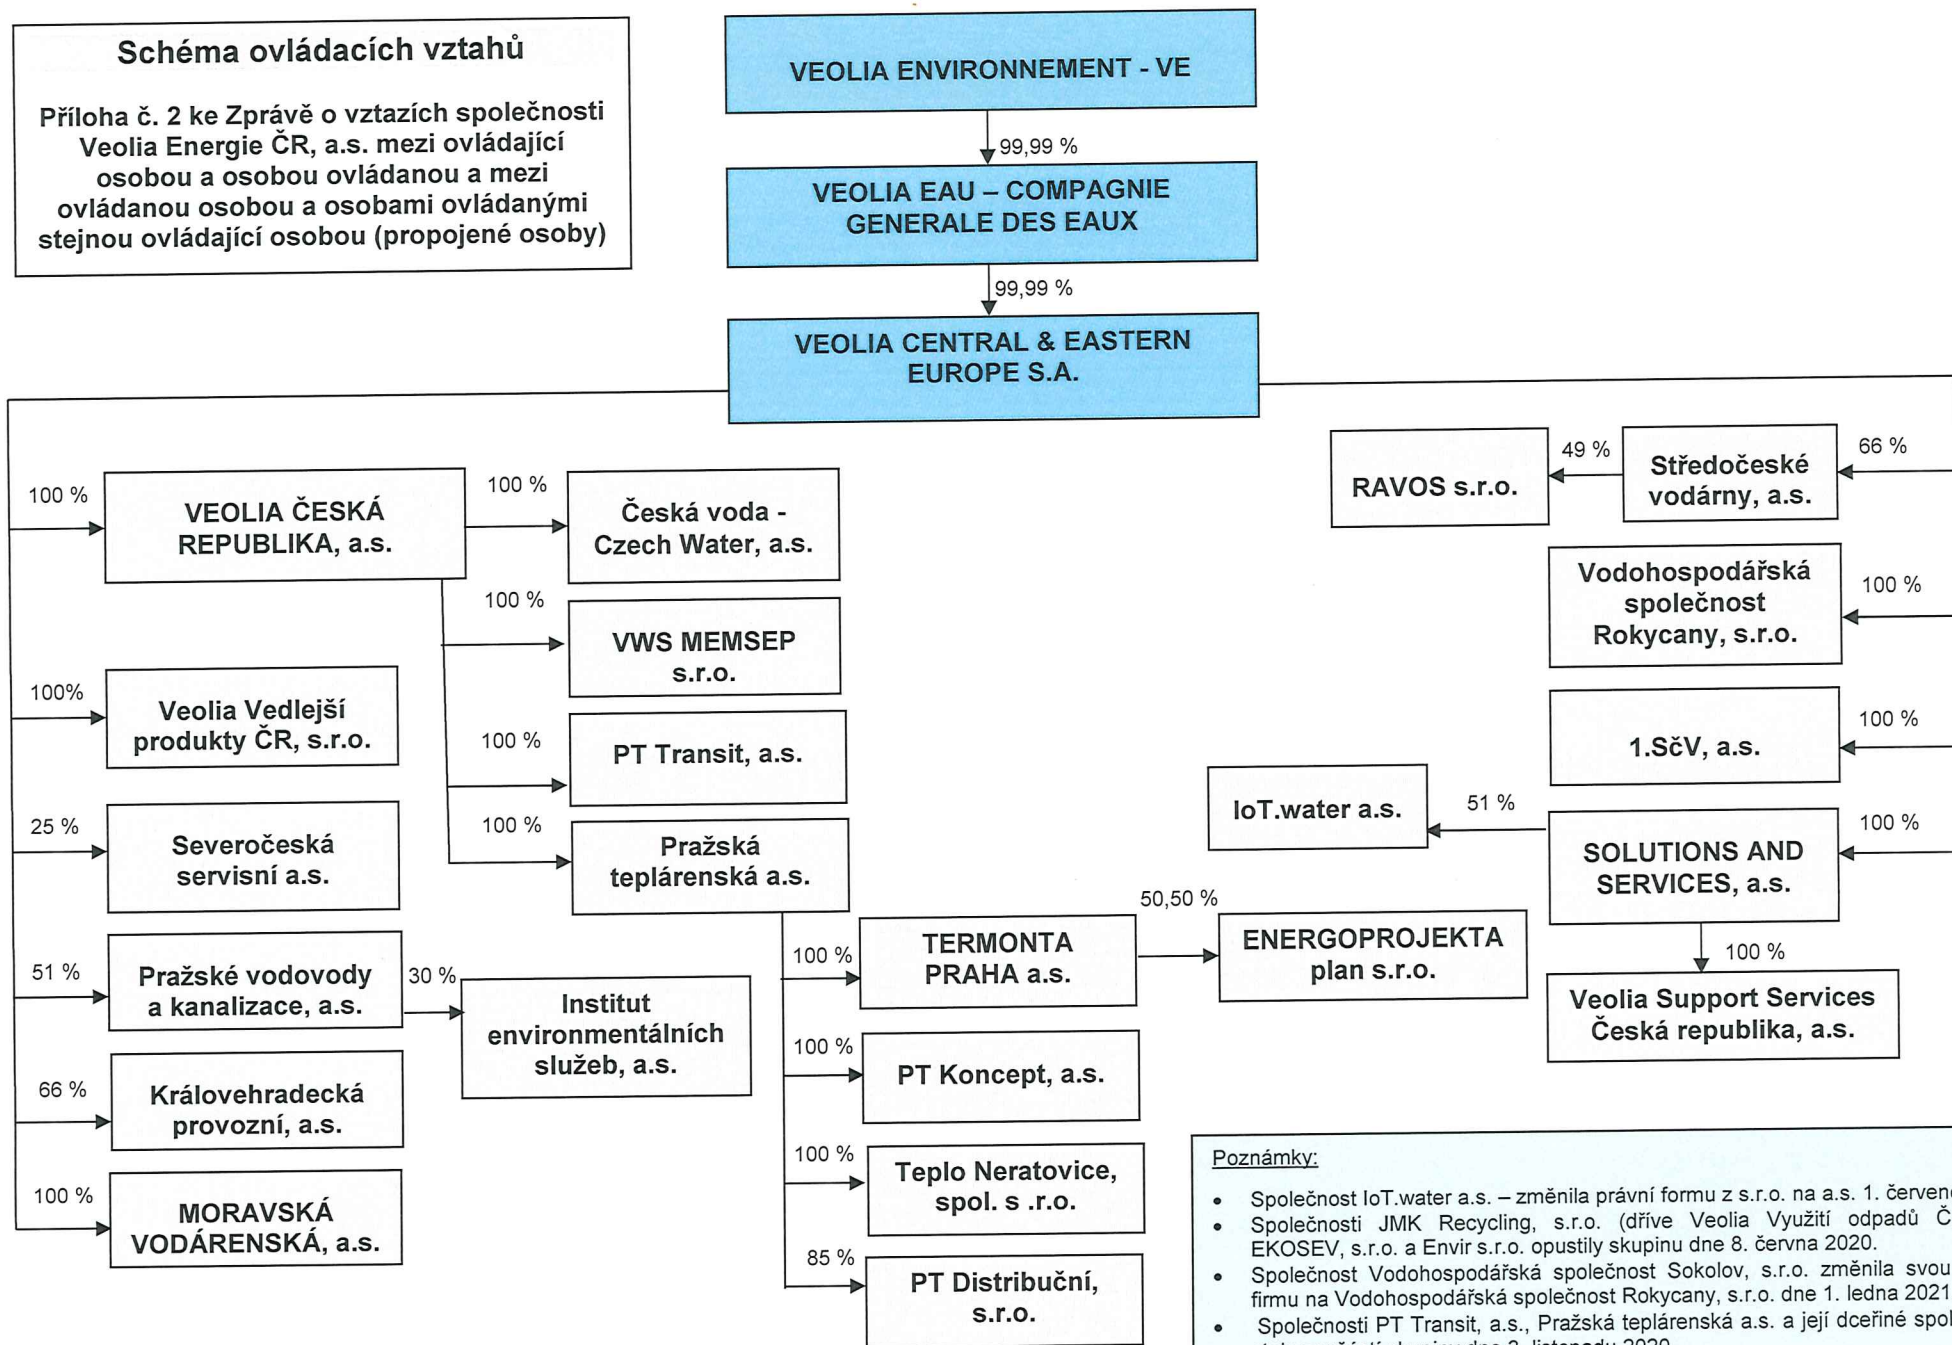 Schéma ovládacích vztahů
Příloha č. 2 ke Zprávě o vztazích společnosti
Veolia Energie ČR, a.s. mezi ovládající
osobou a osobou ovládanou a mezi
ovládanou osobou a osobami ovládanými
stejnou ovládající osobou (propojené osoby)
VEOLIA ENVIRONNEMENT - VE
99,99 %
VEOLIA EAU – COMPAGNIE
GENERALE DES EAUX
99,99 %
VEOLIA CENTRAL & EASTERN
EUROPE S.A.
100 %
VEOLIA ČESKÁ
REPUBLIKA, a.s.
100 %
Česká voda -
Czech Water, a.s.
100 %
VWS MEMSEP
s.r.o.
100 %
PT Transit, a.s.
100 %
Pražská
teplárenská a.s.
100%
Veolia Vedlejší
produkty ČR, s.r.o.
25 %
Severočeská
servisní a.s.
51 %
Pražské vodovody
a kanalizace, a.s.
30 %
Institut
environmentálních
služeb, a.s.
66 %
Královehradecká
provozní, a.s.
100 %
MORAVSKÁ
VODÁRENSKÁ, a.s.
100 %
TERMONTA
PRAHA a.s.
50,50 %
ENERGOPROJEKTA
plan s.r.o.
100 %
PT Koncept, a.s.
100 %
Teplo Neratovice,
spol. s .r.o.
85 %
PT Distribuční,
s.r.o.
RAVOS s.r.o.
49 %
Středočeské
vodárny, a.s.
66 %
Vodohospodářská
společnost
Rokycany, s.r.o.
100 %
1.SčV, a.s.
100 %
IoT.water a.s.
51 %
SOLUTIONS AND
SERVICES, a.s.
100 %
100 %
Veolia Support Services
Česká republika, a.s.
Poznámky:
• Společnost IoT.water a.s. – změnila právní formu z s.r.o. na a.s. 1. červen
• Společnosti JMK Recycling, s.r.o. (dříve Veolia Využití odpadů Č
EKOSEV, s.r.o. a Envir s.r.o. opustily skupinu dne 8. června 2020.
• Společnost Vodohospodářská společnost Sokolov, s.r.o. změnila svou
firmu na Vodohospodářská společnost Rokycany, s.r.o. dne 1. ledna 2021
• Společnosti PT Transit, a.s., Pražská teplárenská a.s. a její dceřiné spol